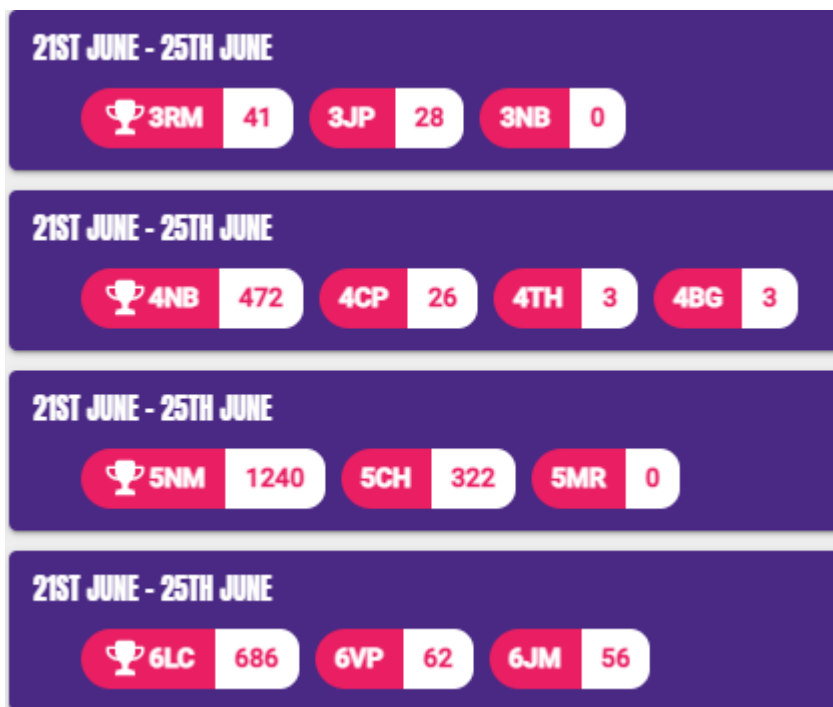 21ST JUNE - 25TH JUNE
3RM 41 3JP 28 3NB 0
21ST JUNE - 25TH JUNE
4NB 472 4CP 26 4TH 3 4BG 3
21ST JUNE - 25TH JUNE
5NM 1240 5CH 322 5MR 0
21ST JUNE - 25TH JUNE
6LC 686 6VP 62 6JM 56